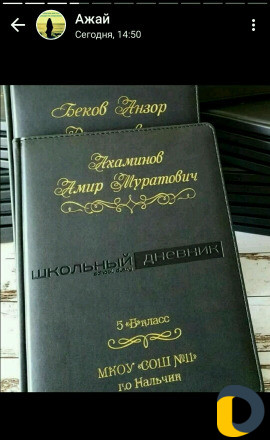 Ажай
Сегодня, 14:50
Беков Анзор
Ахаминов
Амир Муратович
ШКОЛЬНЫЙ ДНЕВНИК
5 «Б» класс
МКОУ «СОШ №11»
г.о Нальчик